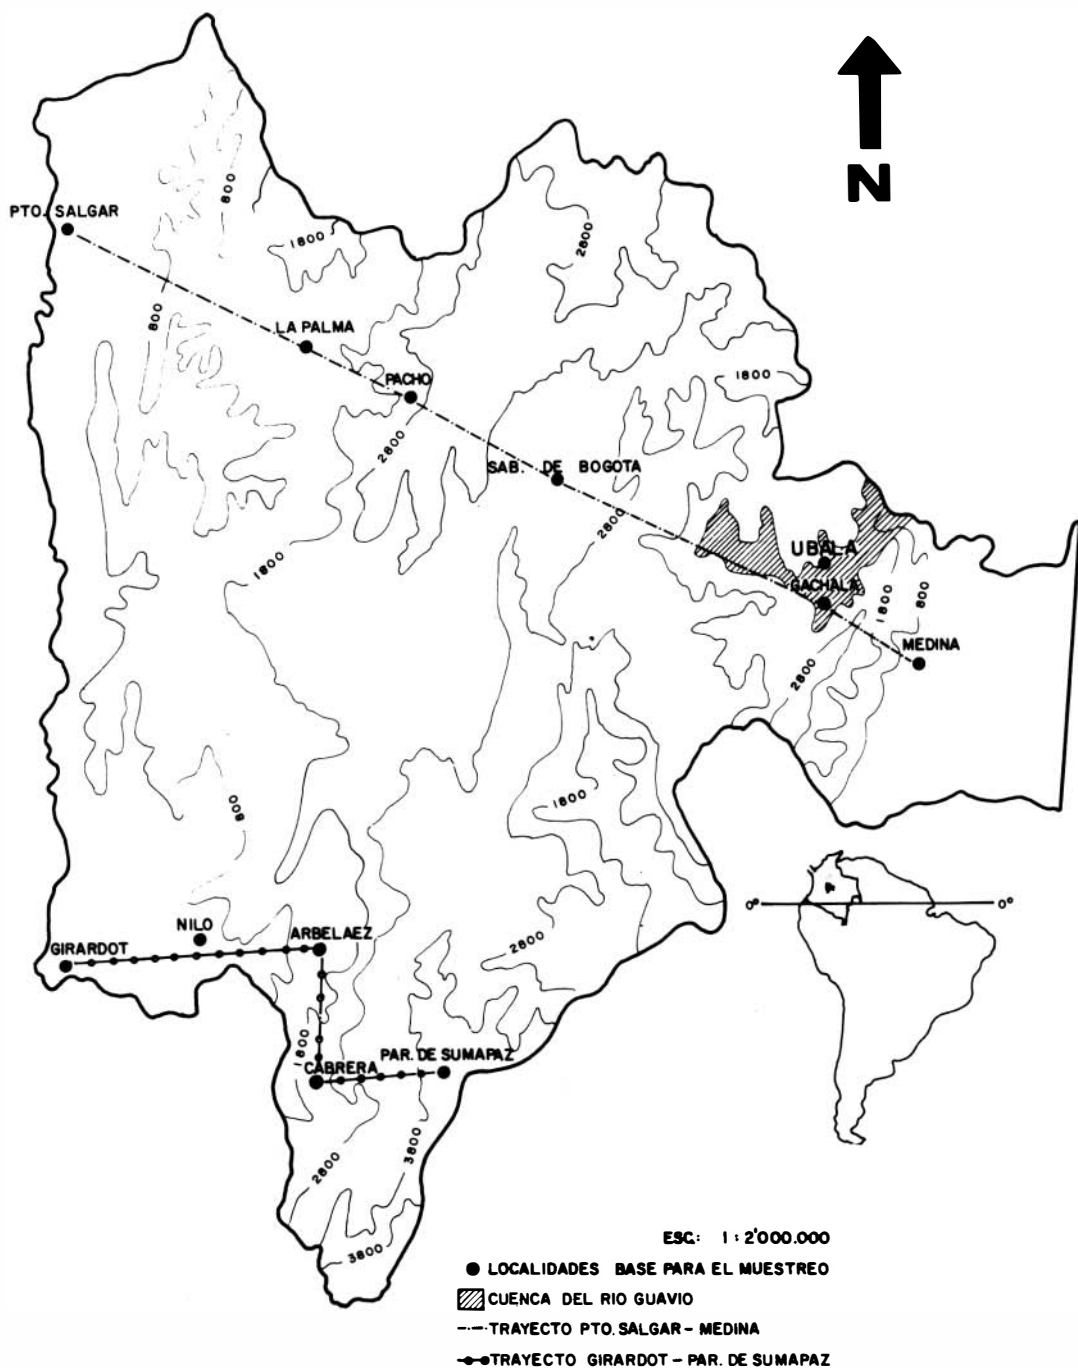 N
PTO. SALGAR
800
1800
2800
800
LA PALMA
PACHO
1800
2800
SAB. DE BOGOTA
2800
UBALA
GACHALA
1800
800
MEDINA
2800
1800
800
1800
NILO
ARBELAEZ
GIRARDOT
2800
0°
0°
1800
CABRERA
PAR. DE SUMAPAZ
2800
3800
3800
ESC: 1:2'000.000
LOCALIDADES BASE PARA EL MUESTREO
CUENCA DEL RIO GUAVIO
TRAYECTO PTO. SALGAR - MEDINA
TRAYECTO GIRARDOT - PAR. DE SUMAPAZ